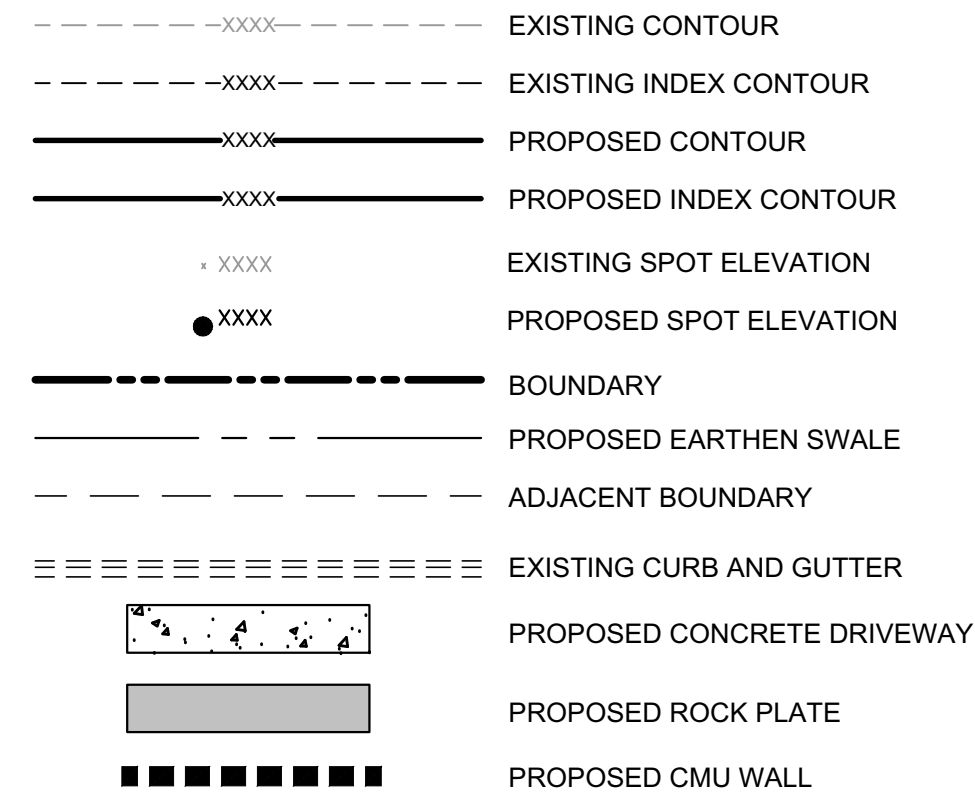 XXXX EXISTING CONTOUR
XXXX EXISTING INDEX CONTOUR
XXXX PROPOSED CONTOUR
XXXX PROPOSED INDEX CONTOUR
x XXXX EXISTING SPOT ELEVATION
XXXX PROPOSED SPOT ELEVATION
BOUNDARY
PROPOSED EARTHEN SWALE
ADJACENT BOUNDARY
EXISTING CURB AND GUTTER
PROPOSED CONCRETE DRIVEWAY
PROPOSED ROCK PLATE
PROPOSED CMU WALL